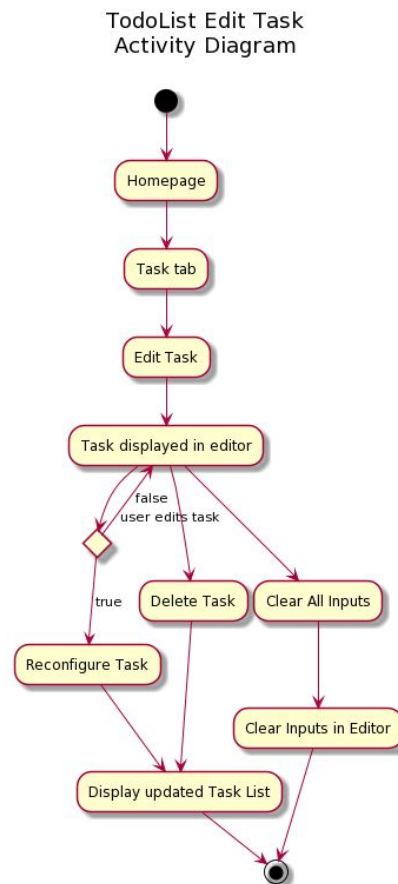 TodoList Edit Task
Activity Diagram
Homepage
Task tab
Edit Task
Task displayed in editor
false
user edits task
true
Delete Task
Clear All Inputs
Reconfigure Task
Clear Inputs in Editor
Display updated Task List